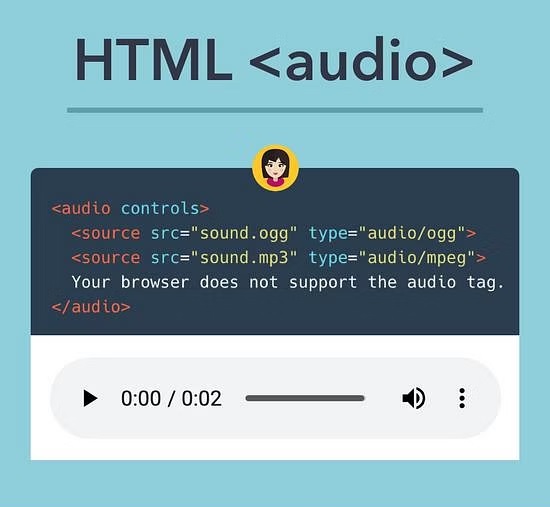 HTML <audio>
<audio controls>
<source src="sound.ogg" type="audio/ogg">
<source src="sound.mp3" type="audio/mpeg">
Your browser does not support the audio tag.
</audio>
0:00 / 0:02